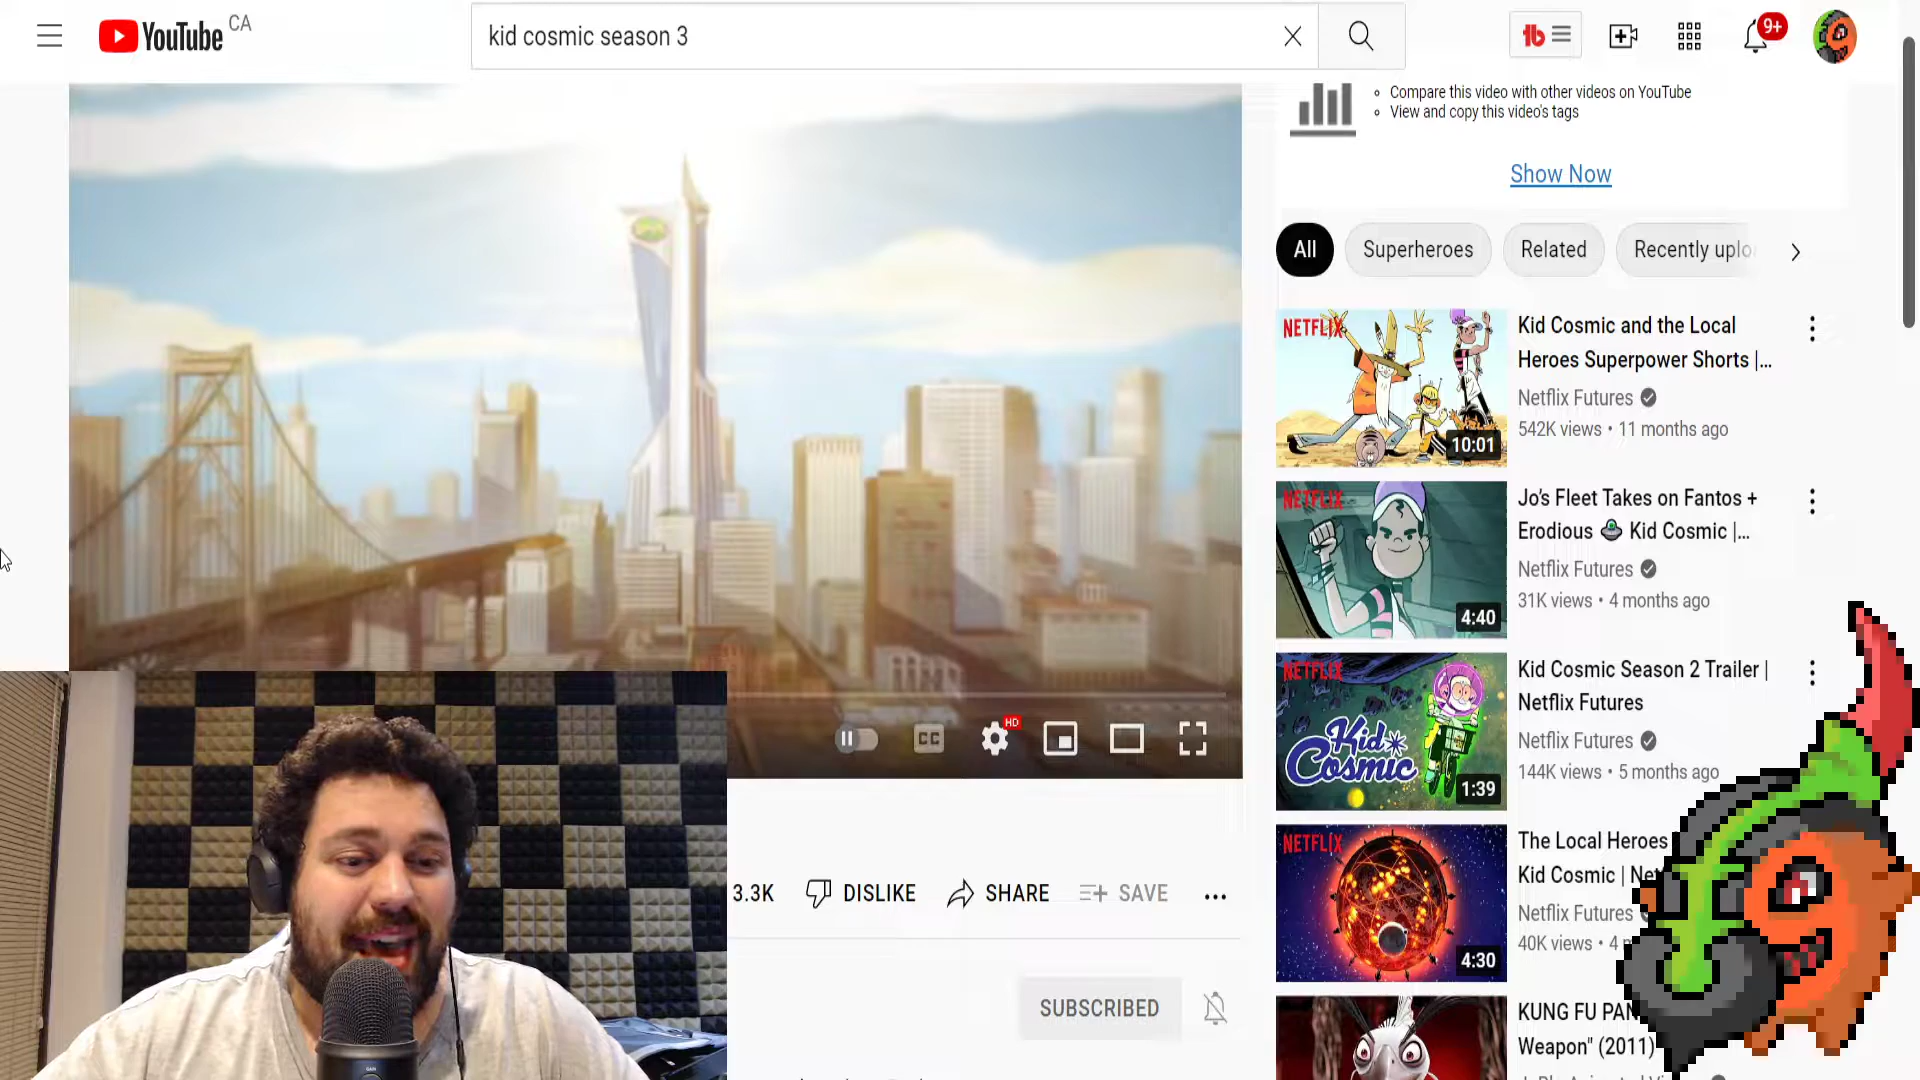 YouTube CA
kid cosmic season 3
9+
Compare this video with other videos on YouTube
View and copy this video's tags
Show Now
All
Superheroes
Related
Recently uplo
NETFLIX
10:01
Kid Cosmic and the Local
Heroes Superpower Shorts |...
Netflix Futures
542K views • 11 months ago
NETFLIX
4:40
Jo's Fleet Takes on Fantos +
Erodious 🛸 Kid Cosmic |...
Netflix Futures
31K views • 4 months ago
NETFLIX
Kid Cosmic
1:39
Kid Cosmic Season 2 Trailer |
Netflix Futures
Netflix Futures
144K views • 5 months ago
NETFLIX
4:30
The Local Heroes
Kid Cosmic | Net
Netflix Futures
40K views • 4
KUNG FU PAN
Weapon" (2011)
CC
HD
3.3K
DISLIKE
SHARE
SAVE
SUBSCRIBED